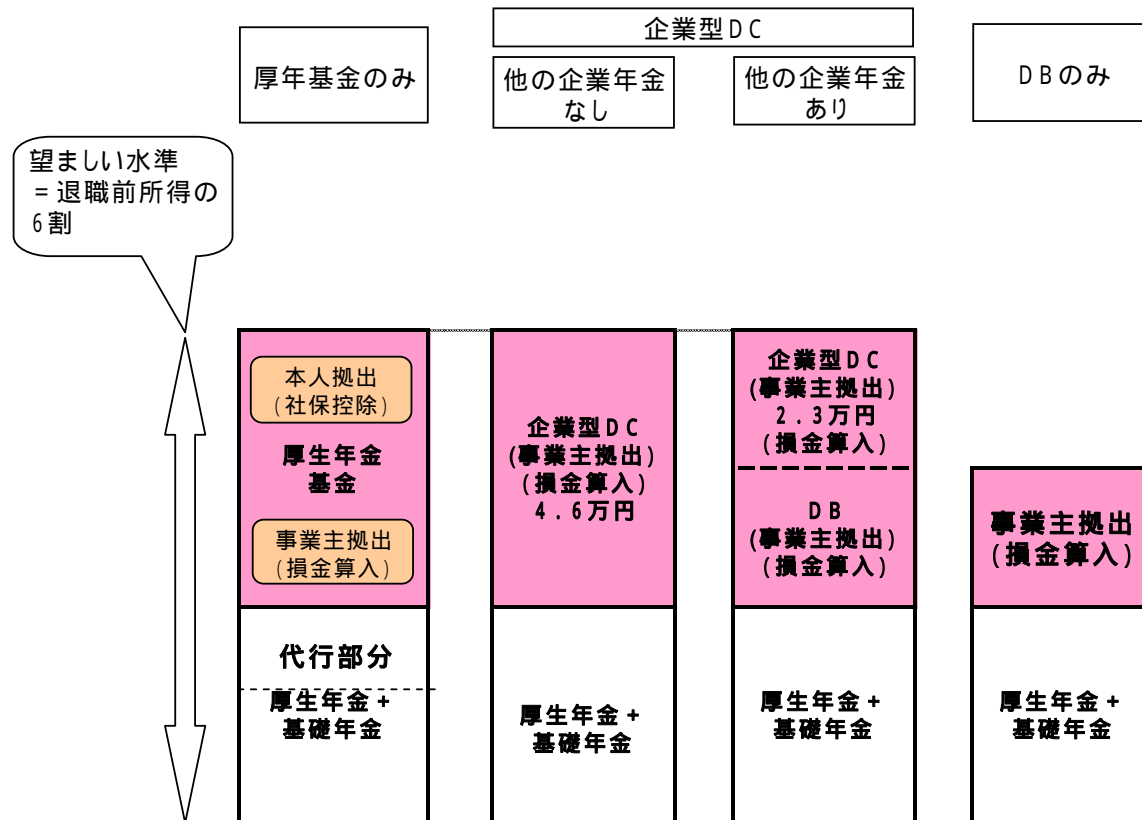 企業型DC
厚年基金のみ
他の企業年金
なし
他の企業年金
あり
DBのみ
望ましい水準
=退職前所得の
6割
本人拠出
(社保控除)
厚生年金
基金
事業主拠出
(損金算入)
代行部分
厚生年金+
基礎年金
企業型DC
(事業主拠出)
(損金算入)
4.6万円
厚生年金+
基礎年金
企業型DC
(事業主拠出)
2.3万円
(損金算入)
DB
(事業主拠出)
(損金算入)
厚生年金+
基礎年金
事業主拠出
(損金算入)
厚生年金+
基礎年金